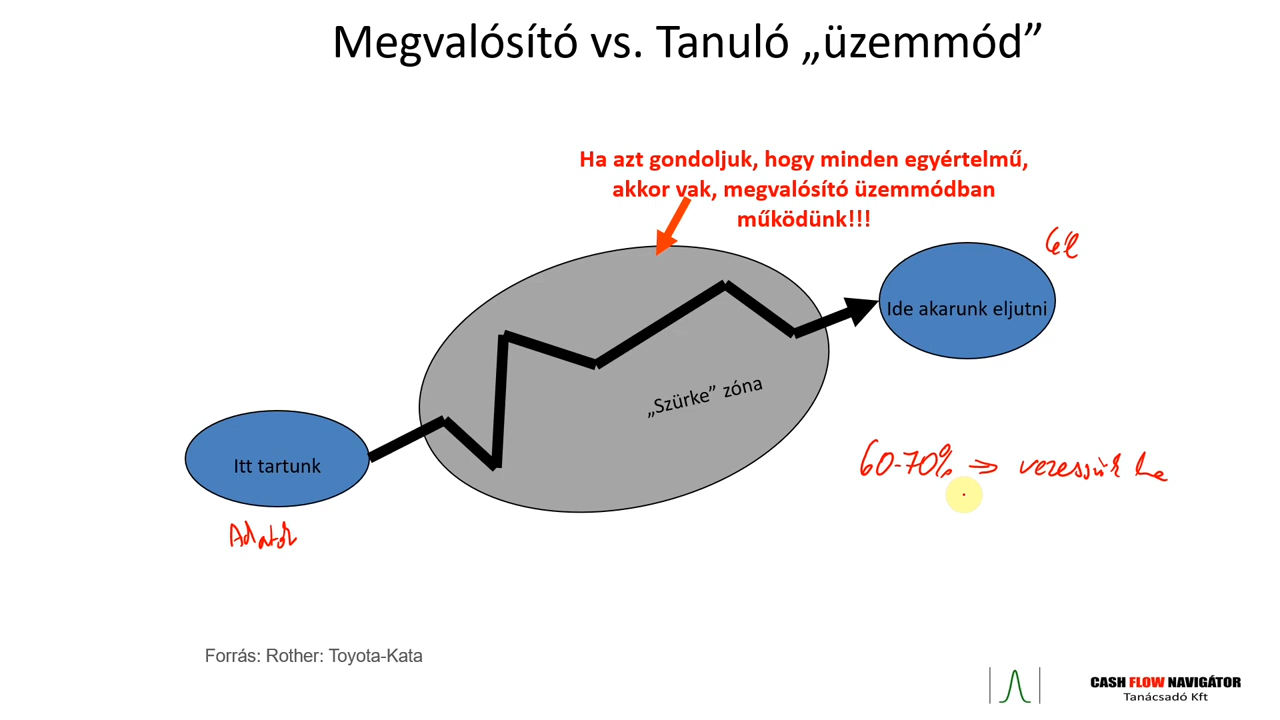 Megvalósító vs. Tanuló „üzemmód”
Ha azt gondoljuk, hogy minden egyértelmű,
akkor vak, megvalósító üzemmódban
működünk!!!
Cél
Ide akarunk eljutni
„Szürke” zóna
Itt tartunk
60-70% => vezessük be
Adatok
Forrás: Rother: Toyota-Kata
CASH FLOW NAVIGÁTOR
Tanácsadó Kft